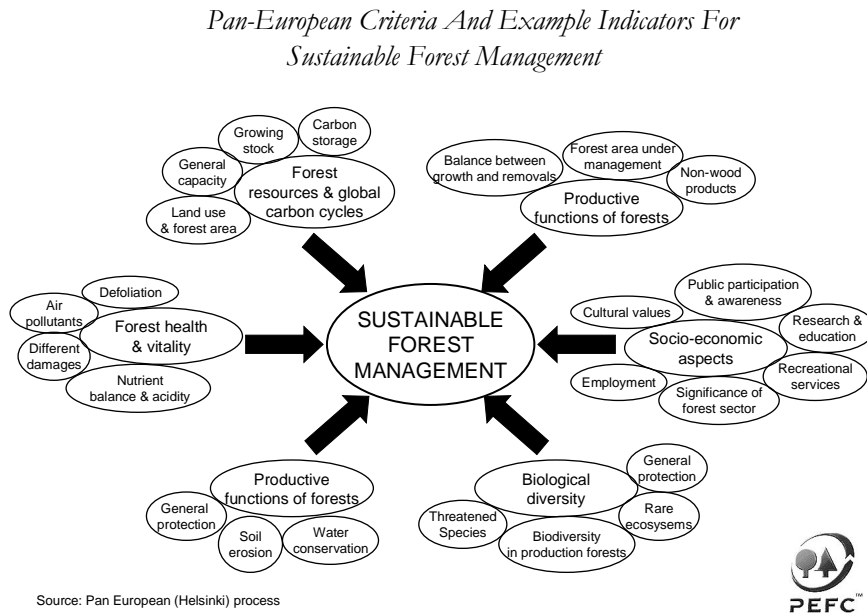 Pan-European Criteria And Example Indicators For
Sustainable Forest Management
Carbon
storage
Growing
stock
General
capacity
Forest
resources & global
carbon cycles
Land use
& forest area
Forest area under
management
Balance between
growth and removals
Non-wood
products
Productive
functions of forests
Defoliation
Air
pollutants
Forest health
& vitality
Different
damages
Nutrient
balance & acidity
SUSTAINABLE
FOREST
MANAGEMENT
Public participation
& awareness
Cultural values
Research &
education
Socio-economic
aspects
Recreational
services
Employment
Significance of
forest sector
Productive
functions of forests
General
protection
Soil
erosion
Water
conservation
Biological
diversity
General
protection
Threatened
Species
Rare
ecosysems
Biodiversity
in production forests
Source: Pan European (Helsinki) process
PEFC™